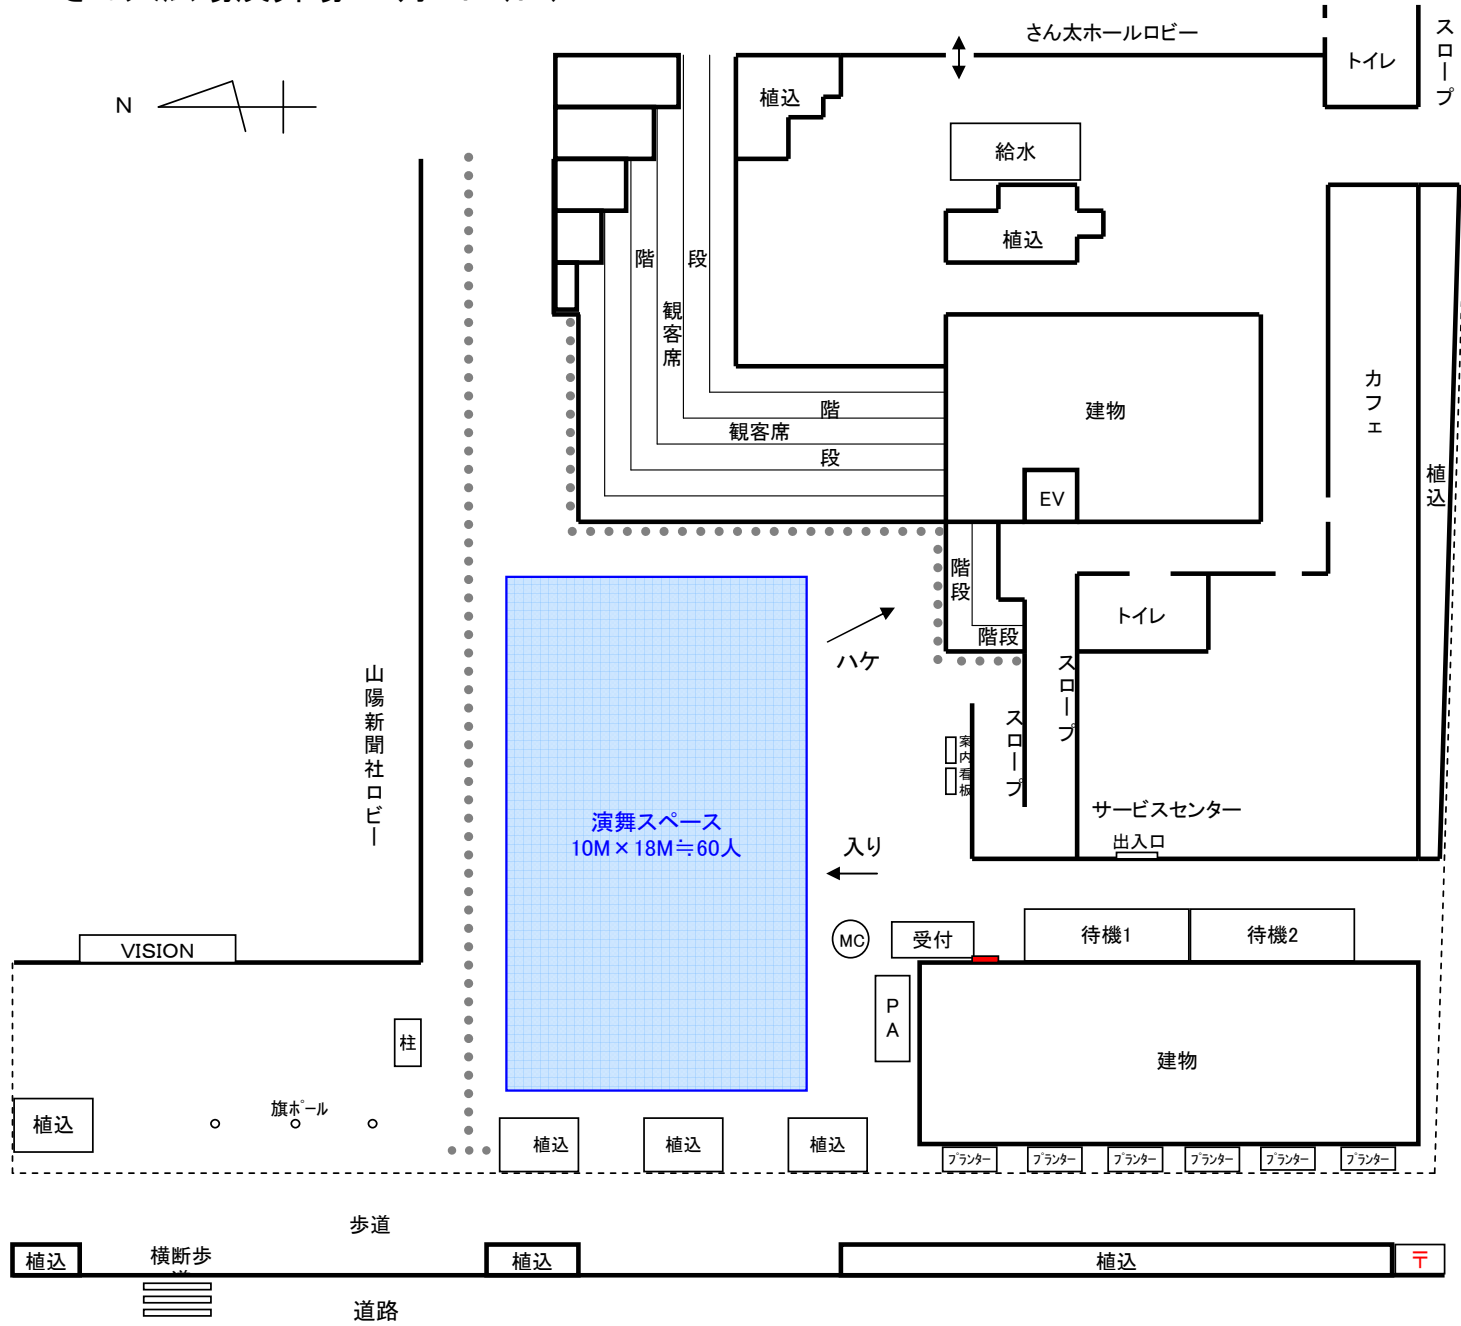 さん太ホールロビー
トイレ
スロープ
N
植込
給水
植込
階
段
観客席
階
観客席
段
建物
EV
カフェ
植込
階段
階段
トイレ
ハケ
スロープ
スロープ
案内看板
山陽新聞社ロビー
演舞スペース
10M×18M≒60人
入り
サービスセンター
出入口
MC
受付
待機1
待機2
VISION
PA
柱
建物
植込
旗ポール
植込
植込
植込
プランター
プランター
プランター
プランター
プランター
プランター
歩道
植込
横断歩
植込
植込
〒
道路